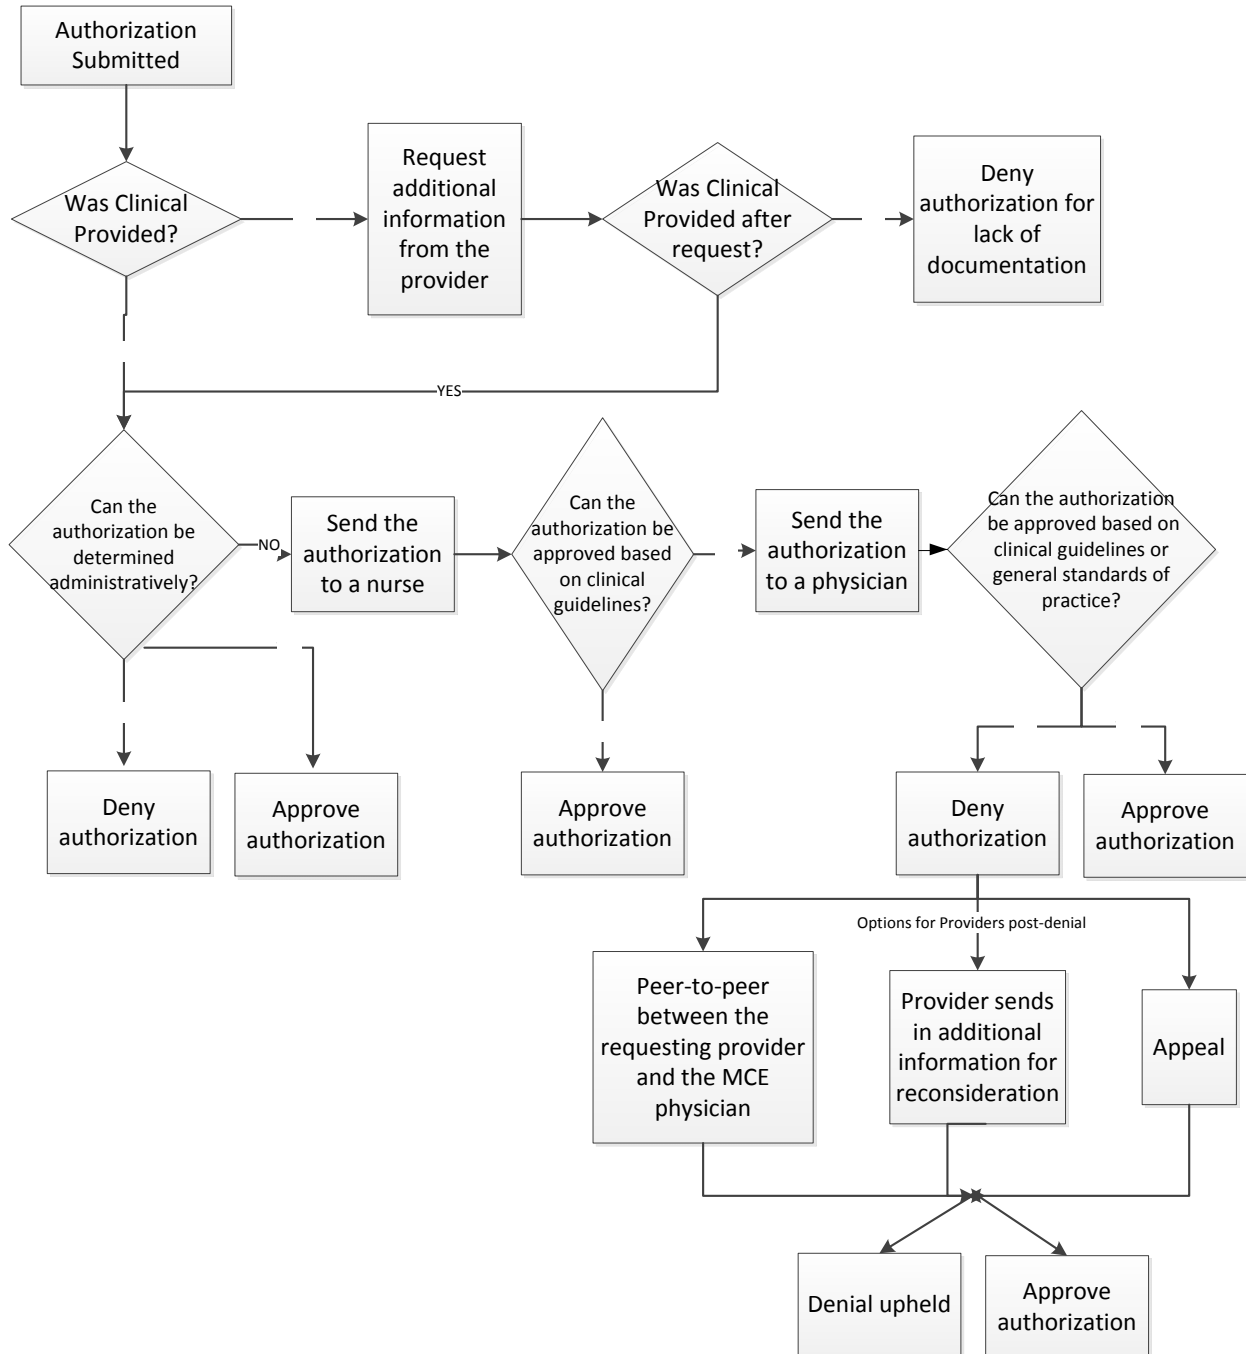 Authorization
Submitted
Was Clinical
Provided?
Request
additional
information
from the
provider
Was Clinical
Provided after
request?
Deny
authorization for
lack of
documentation
YES
Can the
authorization be
determined
administratively?
NO
Send the
authorization
to a nurse
Can the
authorization be
approved based
on clinical
guidelines?
Send the
authorization
to a physician
Can the authorization
be approved based on
clinical guidelines or
general standards of
practice?
Deny
authorization
Approve
authorization
Approve
authorization
Deny
authorization
Approve
authorization
Options for Providers post-denial
Peer-to-peer
between the
requesting provider
and the MCE
physician
Provider sends
in additional
information for
reconsideration
Appeal
Denial upheld
Approve
authorization